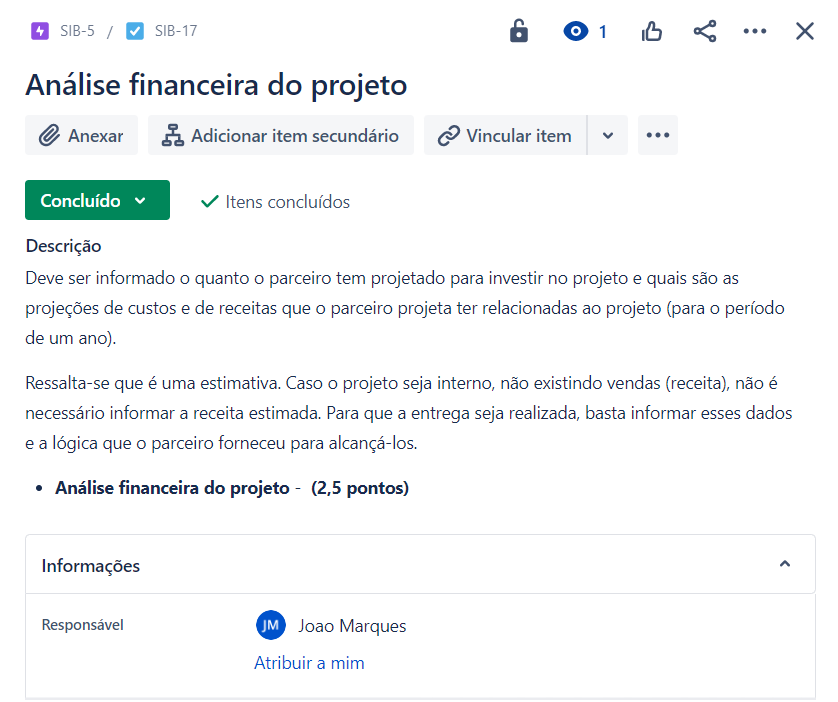 SIB-5 / SIB-17
1
Análise financeira do projeto
Anexar
Adicionar item secundário
Vincular item
Concluído
Itens concluídos
Descrição
Deve ser informado o quanto o parceiro tem projetado para investir no projeto e quais são as
projeções de custos e de receitas que o parceiro projeta ter relacionadas ao projeto (para o período
de um ano).
Ressalta-se que é uma estimativa. Caso o projeto seja interno, não existindo vendas (receita), não é
necessário informar a receita estimada. Para que a entrega seja realizada, basta informar esses dados
e a lógica que o parceiro forneceu para alcançá-los.
• Análise financeira do projeto - (2,5 pontos)
Informações
Responsável
JM Joao Marques
Atribuir a mim